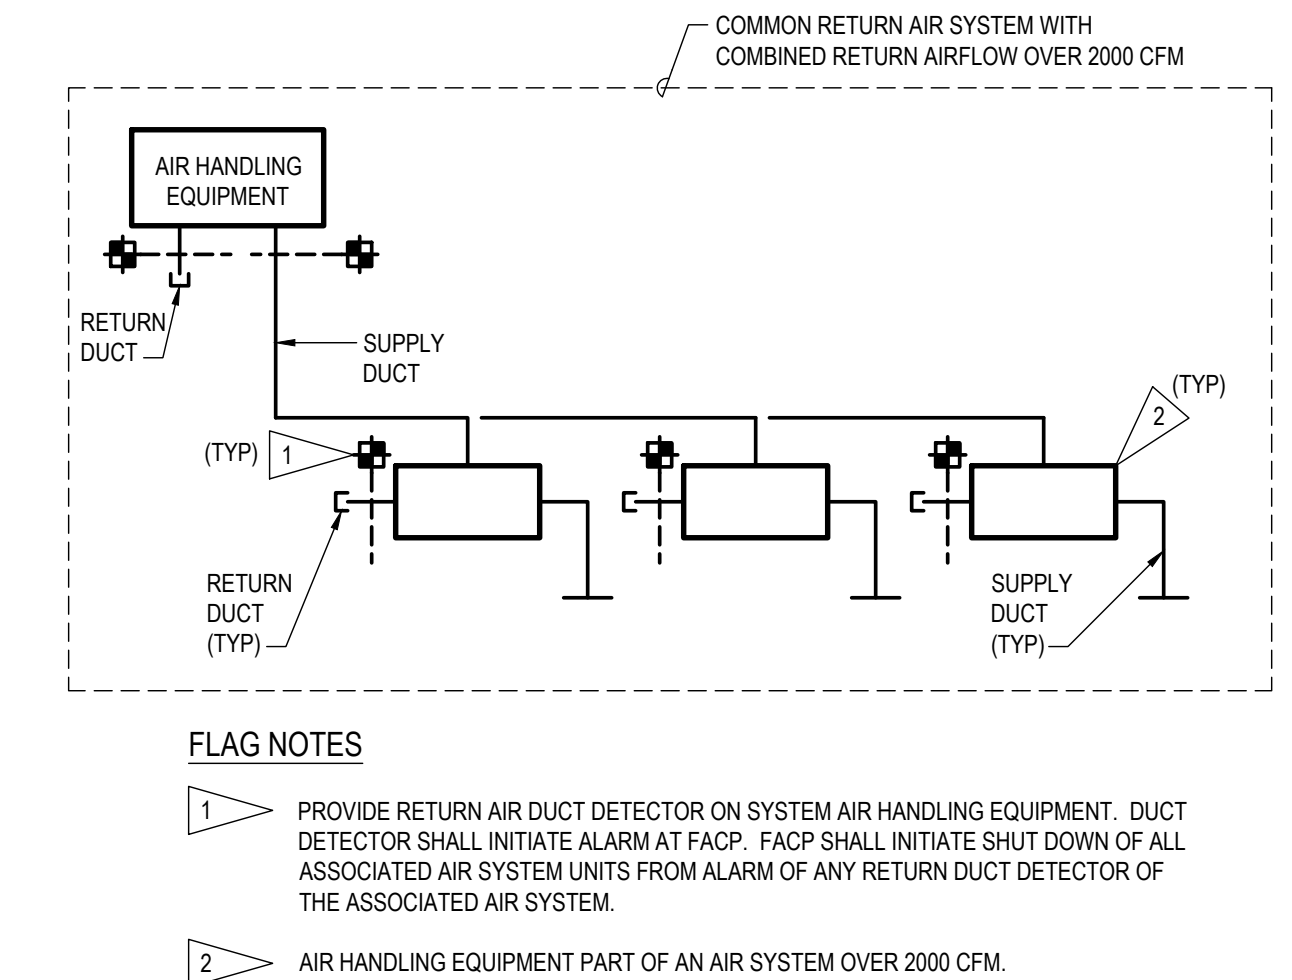 COMMON RETURN AIR SYSTEM WITH
COMBINED RETURN AIRFLOW OVER 2000 CFM
AIR HANDLING
EQUIPMENT
RETURN
DUCT
SUPPLY
DUCT
(TYP)
2
(TYP)
1
RETURN
DUCT
(TYP)
SUPPLY
DUCT
(TYP)
FLAG NOTES
1
PROVIDE RETURN AIR DUCT DETECTOR ON SYSTEM AIR HANDLING EQUIPMENT. DUCT
DETECTOR SHALL INITIATE ALARM AT FACP. FACP SHALL INITIATE SHUT DOWN OF ALL
ASSOCIATED AIR SYSTEM UNITS FROM ALARM OF ANY RETURN DUCT DETECTOR OF
THE ASSOCIATED AIR SYSTEM.
2
AIR HANDLING EQUIPMENT PART OF AN AIR SYSTEM OVER 2000 CFM.